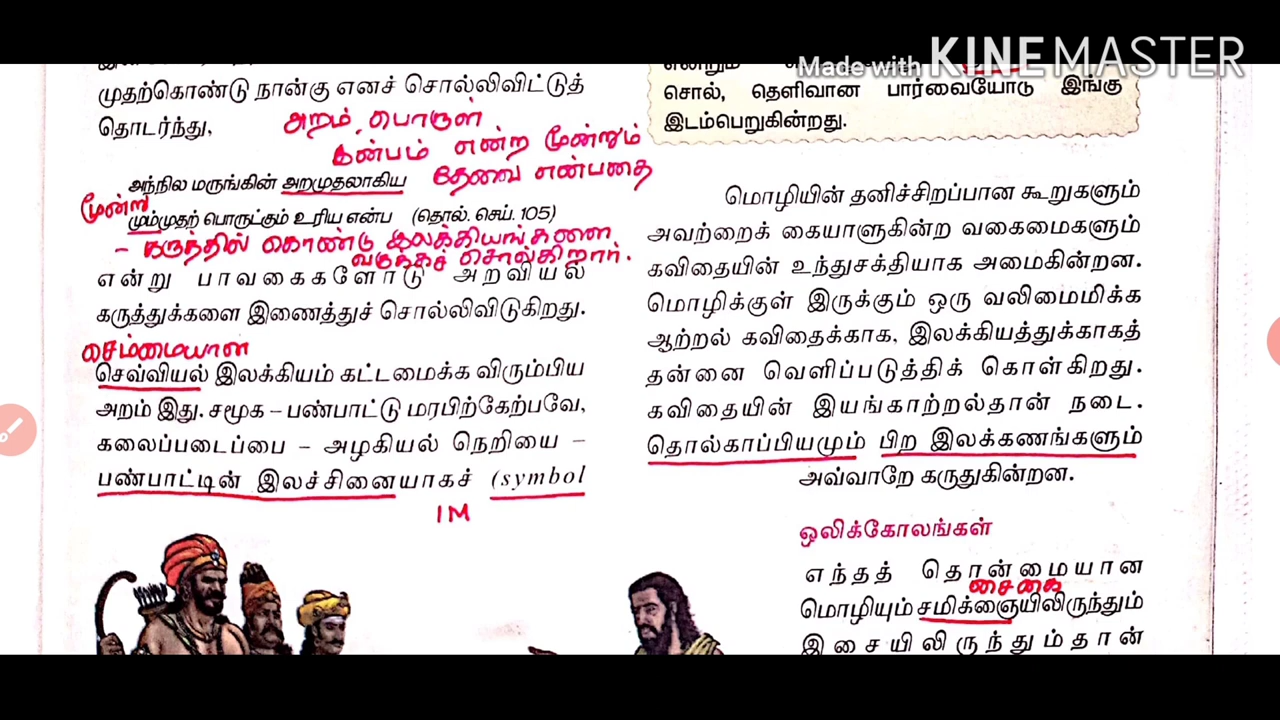 Made with KINEMASTER
முதற்கொண்டு நான்கு எனச் சொல்லிவிட்டுத்
தொடர்ந்து,
அறம், பொருள்
இன்பம் என்ற மூன்றும்
தேவை என்பதை
அந்நில மருங்கின் அறமுதலாகிய
மூன்று
மும்முதற் பொருட்கும் உரிய என்ப (தொல். செய். 105)
- கருத்தில் கொண்டு இலக்கியங்களை
வகுக்கச் சொல்கிறார்.
என்று பாவகைகளோடு அறவியல்
கருத்துக்களை இணைத்துச் சொல்லிவிடுகிறது.
செம்மையான
செவ்வியல் இலக்கியம் கட்டமைக்க விரும்பிய
அறம் இது. சமூக – பண்பாட்டு மரபிற்கேற்பவே,
கலைப்படைப்பை – அழகியல் நெறியை –
பண்பாட்டின் இலச்சினையாகச் (symbol
1M
என்றும்
சொல், தெளிவான பார்வையோடு இங்கு
இடம்பெறுகின்றது.
மொழியின் தனிச்சிறப்பான கூறுகளும்
அவற்றைக் கையாளுகின்ற வகைமைகளும்
கவிதையின் உந்துசக்தியாக அமைகின்றன.
மொழிக்குள் இருக்கும் ஒரு வலிமைமிக்க
ஆற்றல் கவிதைக்காக, இலக்கியத்துக்காகத்
தன்னை வெளிப்படுத்திக் கொள்கிறது.
கவிதையின் இயங்காற்றல்தான் நடை.
தொல்காப்பியமும் பிற இலக்கணங்களும்
அவ்வாறே கருதுகின்றன.
ஒலிக்கோலங்கள்
எந்தத் தொன்மையான
சைகை
மொழியும் சமிக்ஞையிலிருந்தும்
இசையிலிருந்தும்தான்